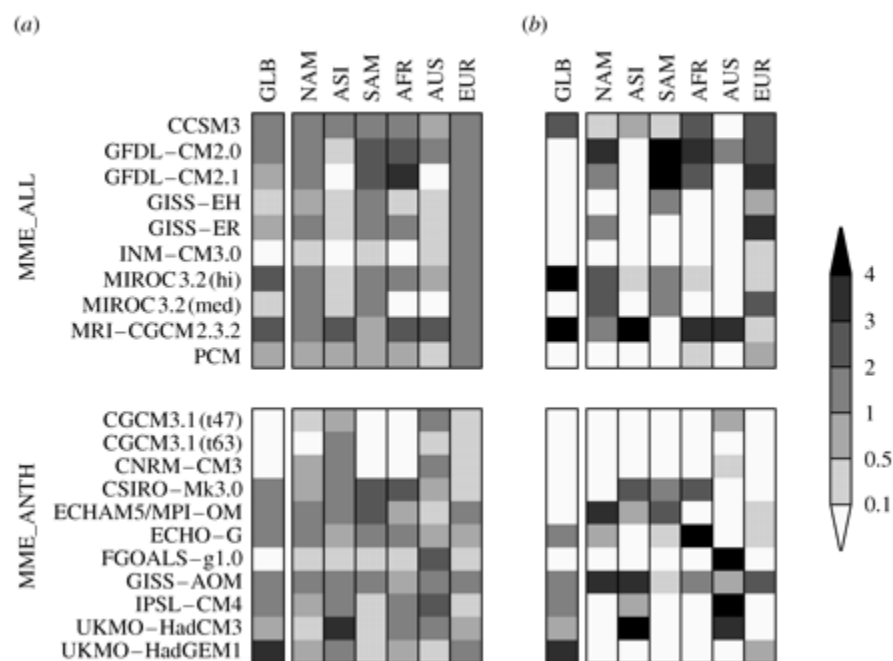 (a)
(b)
GLB NAM ASI SAM AFR AUS EUR
GLB NAM ASI SAM AFR AUS EUR
MME_ALL
CCSM3
GFDL–CM2.0
GFDL–CM2.1
GISS–EH
GISS–ER
INM–CM3.0
MIROC3.2(hi)
MIROC3.2(med)
MRI–CGCM2.3.2
PCM
MME_ANTH
CGCM3.1(t47)
CGCM3.1(t63)
CNRM–CM3
CSIRO–Mk3.0
ECHAM5/MPI–OM
ECHO–G
FGOALS–g1.0
GISS–AOM
IPSL–CM4
UKMO–HadCM3
UKMO–HadGEM1
4
3
2
1
0.5
0.1